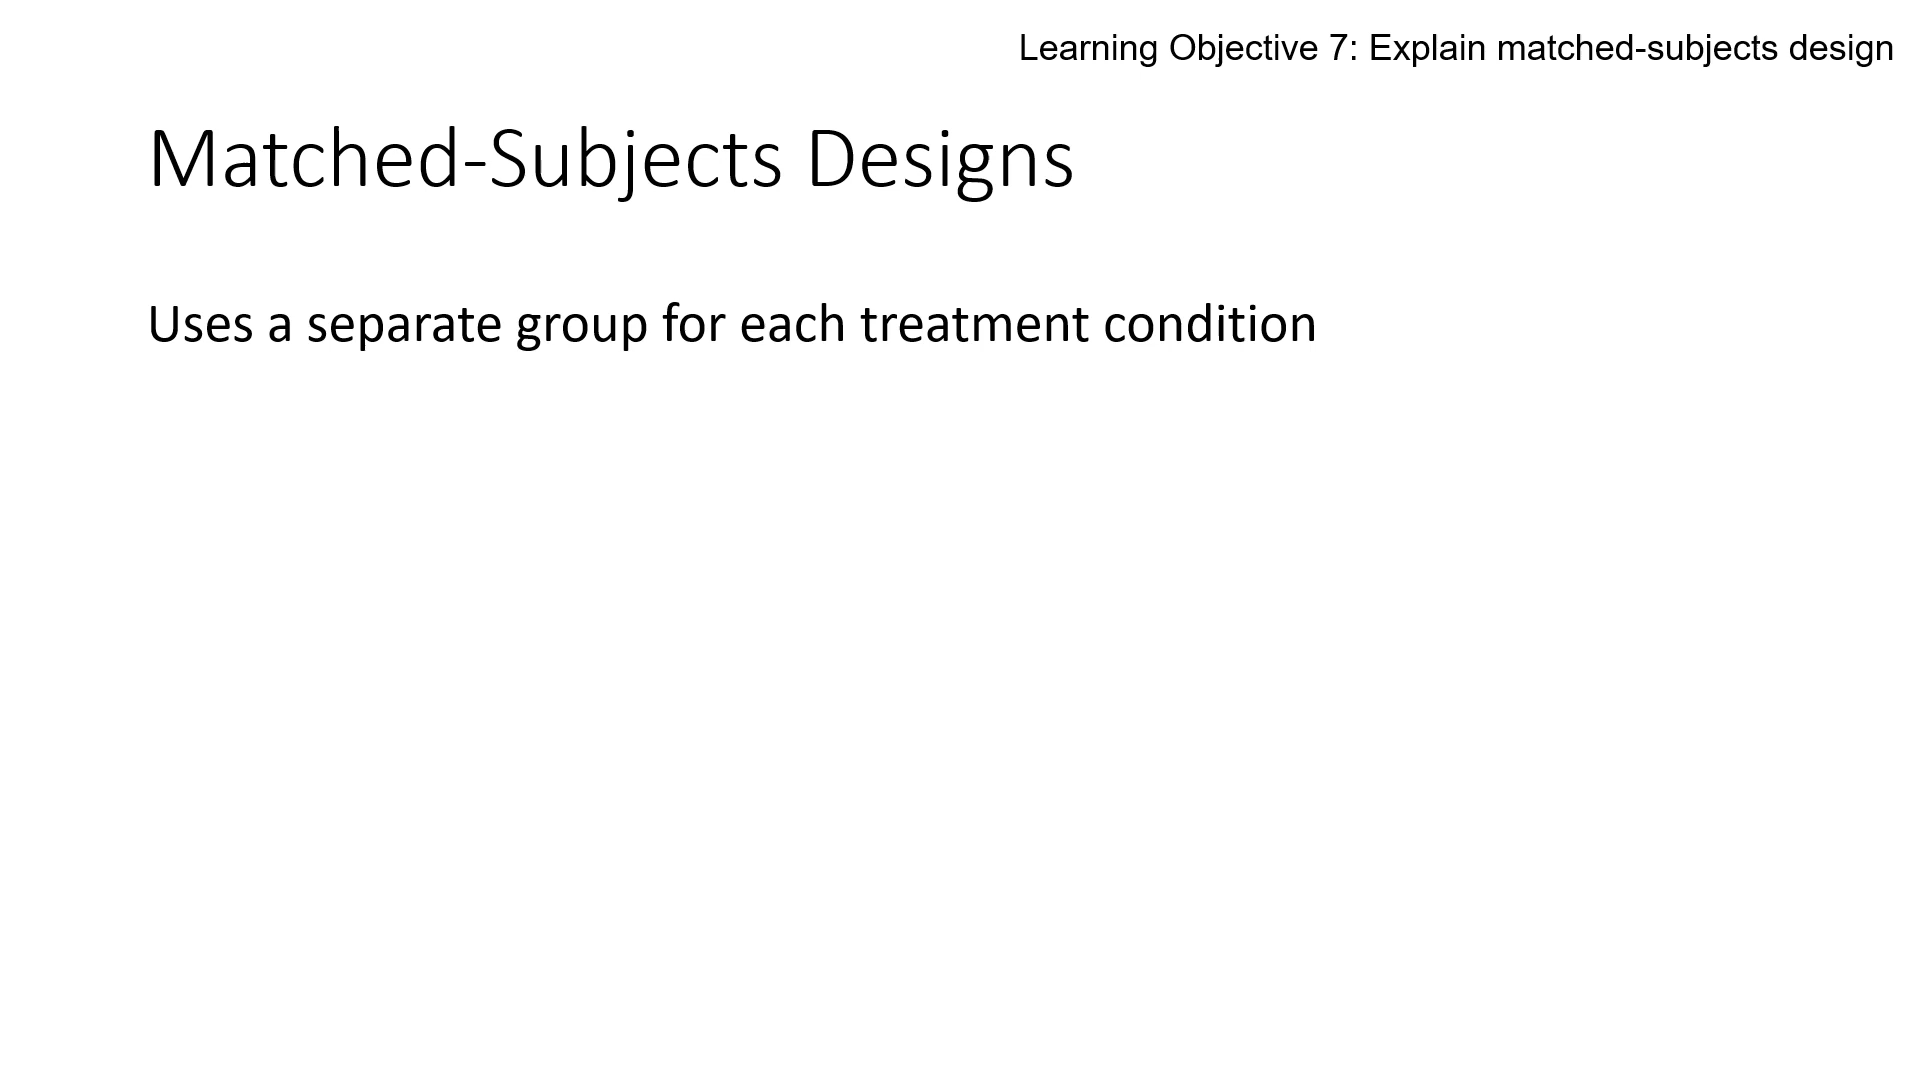 Learning Objective 7: Explain matched-subjects design
Matched-Subjects Designs
Uses a separate group for each treatment condition